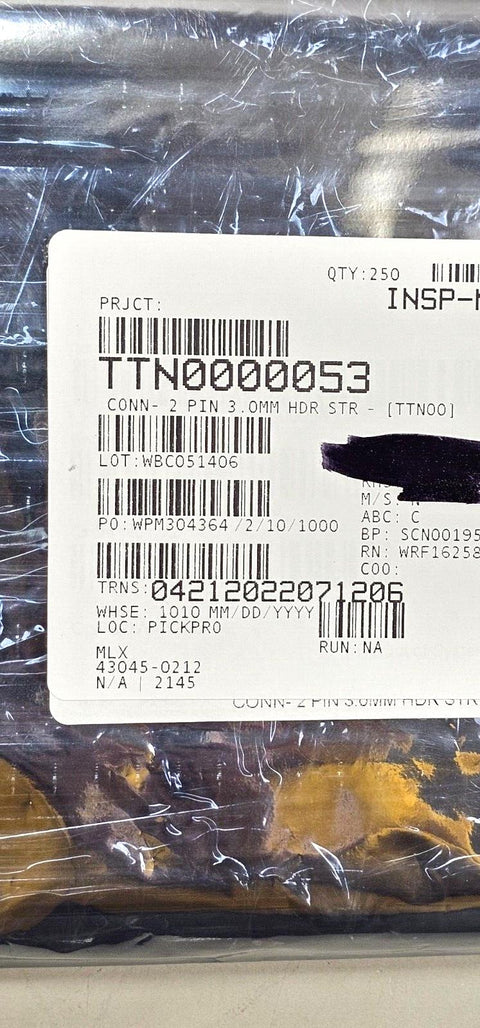 QTY:250
INSP-
PRJCT:
TTN0000053
CONN- 2 PIN 3.0MM HDR STR - [TTN00]
LOT:WBC051406
M/S:
PO:WPM304364 /2/10/1000
ABC: C
BP: SCN00195
RN: WRF16258
COO:
TRNS:04212022071206
WHSE: 1010 MM/DD/YYYY
LOC: PICKPRO
RUN:NA
MLX
43045-0212
N/A | 2145
CONN- 2 PIN 3.0MM HDR STR